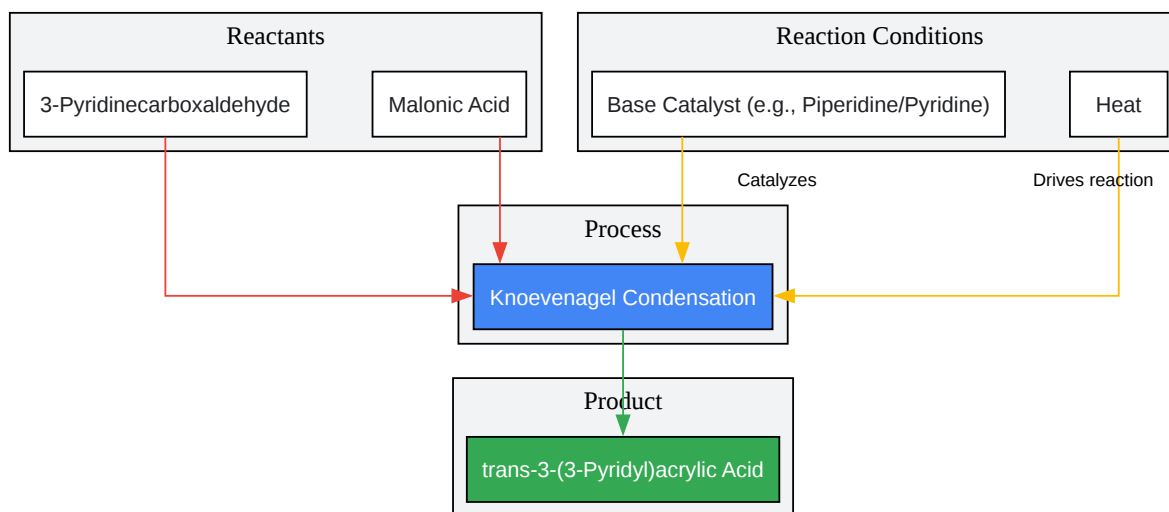 Reactants
Reaction Conditions
3-Pyridinecarboxaldehyde
Malonic Acid
Base Catalyst (e.g., Piperidine/Pyridine)
Heat
Catalyzes
Drives reaction
Process
Knoevenagel Condensation
Product
trans-3-(3-Pyridyl)acrylic Acid